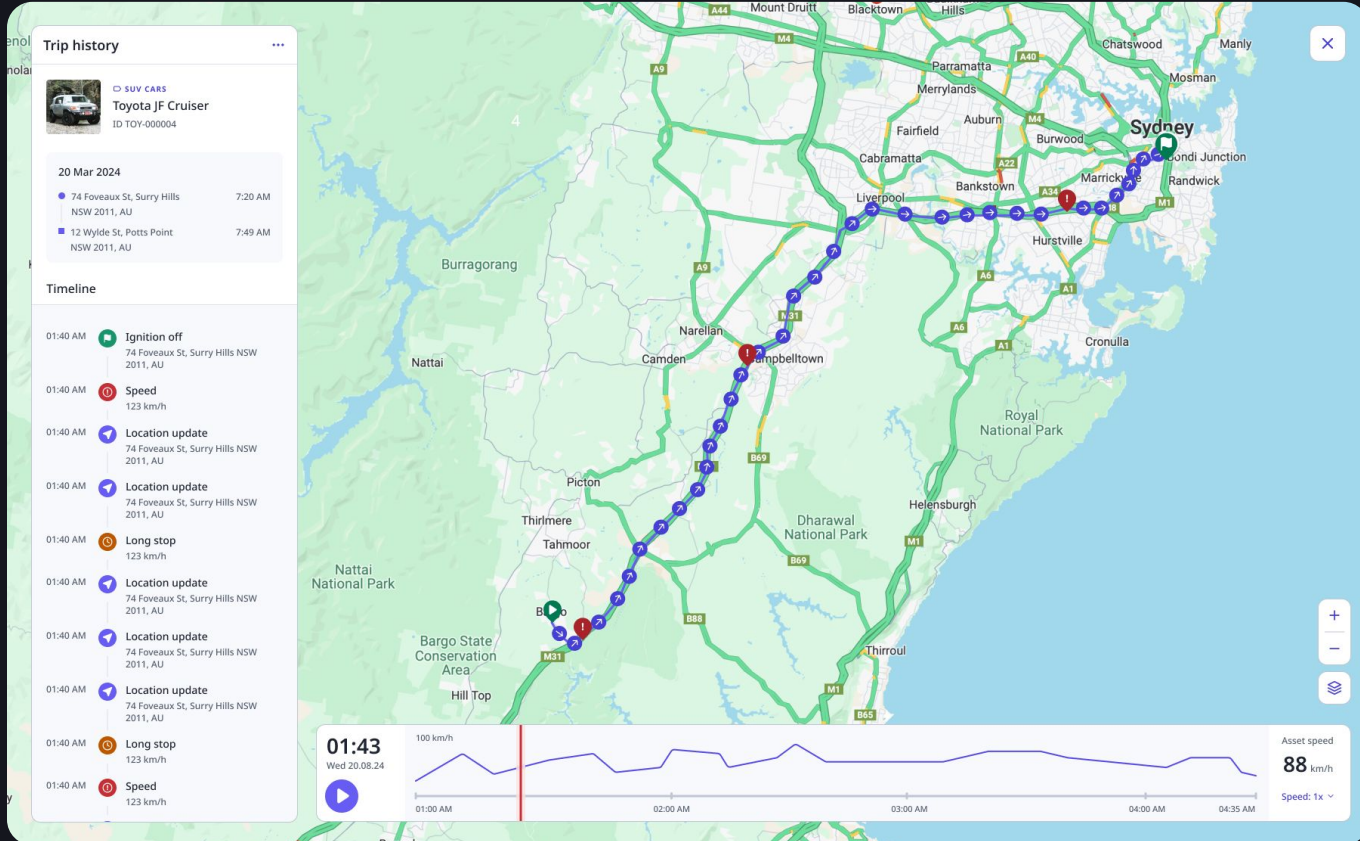 Trip history
SUV CARS
Toyota JF Cruiser
ID TOY-000004
20 Mar 2024
74 Foveaux St, Surry Hills 7:20 AM
NSW 2011, AU
12 Wylde St, Potts Point 7:49 AM
NSW 2011, AU
Timeline
01:40 AM Ignition off
74 Foveaux St, Surry Hills NSW
2011, AU
01:40 AM Speed
123 km/h
01:40 AM Location update
74 Foveaux St, Surry Hills NSW
2011, AU
01:40 AM Location update
74 Foveaux St, Surry Hills NSW
2011, AU
01:40 AM Long stop
123 km/h
01:40 AM Location update
74 Foveaux St, Surry Hills NSW
2011, AU
01:40 AM Location update
74 Foveaux St, Surry Hills NSW
2011, AU
01:40 AM Location update
74 Foveaux St, Surry Hills NSW
2011, AU
01:40 AM Long stop
123 km/h
01:40 AM Speed
123 km/h
A44
Mount Druitt
Blacktown
Hills
M4
Chatswood
Manly
A9
A40
Parramatta
Mosman
Merrylands
4
Auburn
M4
Sydney
Fairfield
Burwood
Cabramatta
A22
Bondi Junction
Bankstown
A34
Marrickville
Randwick
Liverpool
M1
Hurstville
Burragorang
A9
A6
A1
M31
Narellan
A6
Camden
Campbelltown
A1
Cronulla
Nattai
Royal
National Park
B69
Picton
Helensburgh
Thirlmere
Dharawal
National Park
Tahmoor
M1
B69
Nattai
National Park
B88
Bargo State
Conservation
Area
M31
Thirroul
Hill Top
M1
B65
01:43
Wed 20.08.24
100 km/h
01:00 AM 02:00 AM 03:00 AM 04:00 AM 04:35 AM
Asset speed
88 km/h
Speed: 1x